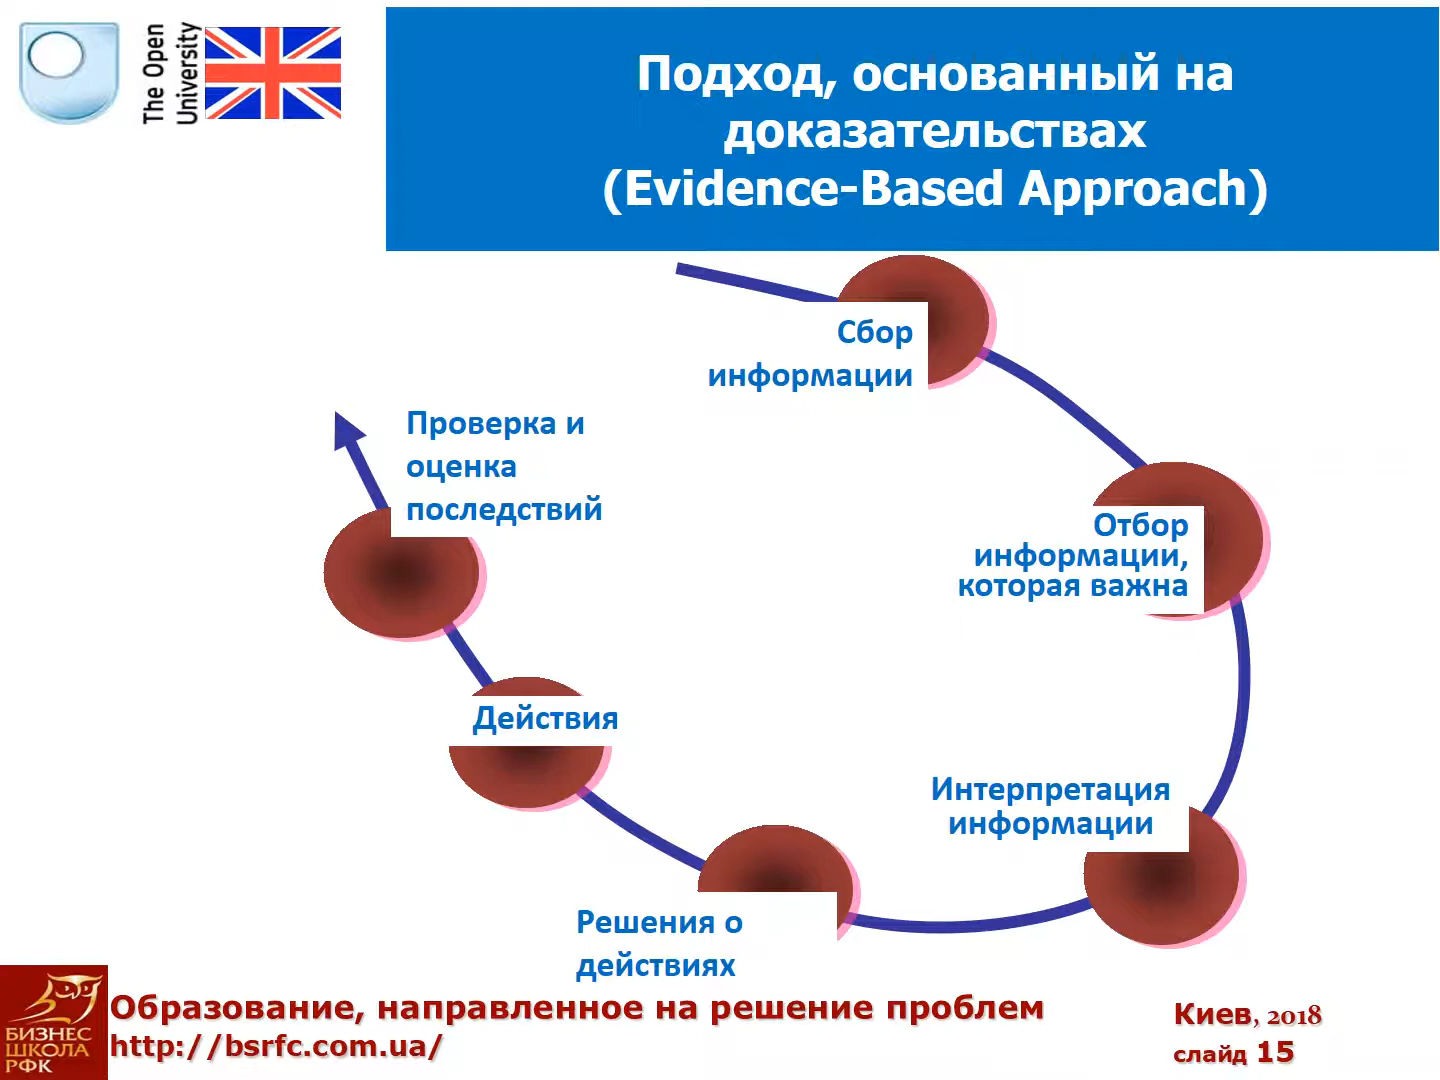 The Open
University
Подход, основанный на
доказательствах
(Evidence-Based Approach)
Сбор
информации
Отбор
информации,
которая важна
Интерпретация
информации
Решения о
действиях
Действия
Проверка и
оценка
последствий
БИЗНЕС
ШКОЛА
РФК
Образование, направленное на решение проблем
http://bsrfc.com.ua/
Киев, 2018
слайд 15